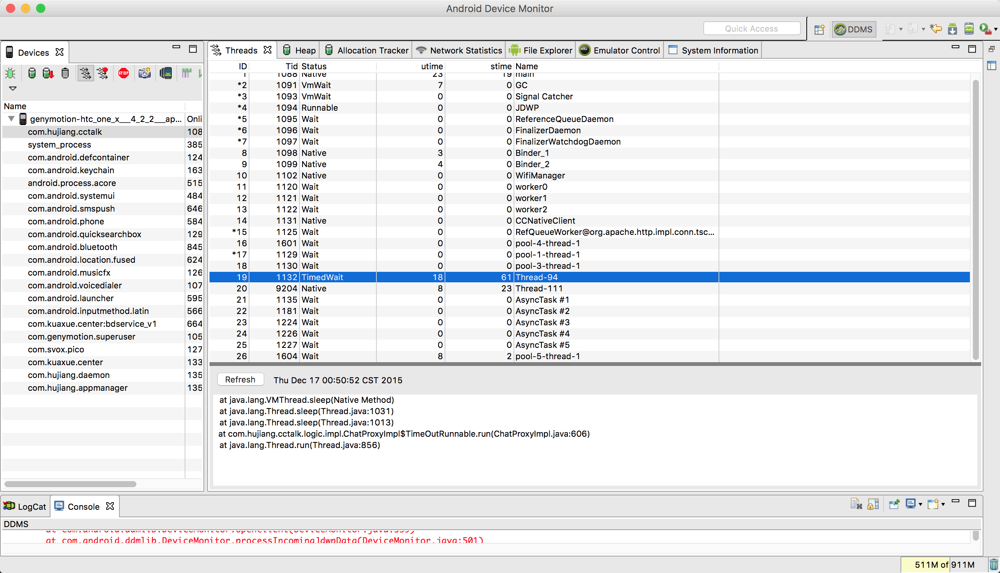 Android Device Monitor
Quick Access
DDMS
Devices
Threads
Heap
Allocation Tracker
Network Statistics
File Explorer
Emulator Control
System Information
Name
genymotion-htc_one_x___4_2_2___ap... Onli
com.hujiang.cctalk 108
system_process 385
com.android.defcontainer 124
com.android.keychain 163
android.process.acore 515
com.android.systemui 484
com.android.smspush 646
com.android.phone 584
com.android.quicksearchbox 129
com.android.bluetooth 845
com.android.location.fused 624
com.android.musicfx 126
com.android.voicedialer 107
com.android.launcher 595
com.android.inputmethod.latin 566
com.kuaxue.center:bdservice_v1 664
com.genymotion.superuser 105
com.svox.pico 127
com.kuaxue.center 133
com.hujiang.daemon 135
com.hujiang.appmanager 135
ID Tid Status utime stime Name
1 1088 Native 23 19 main
*2 1091 VmWait 7 0 GC
*3 1093 VmWait 0 0 Signal Catcher
*4 1094 Runnable 0 0 JDWP
*5 1095 Wait 0 0 ReferenceQueueDaemon
*6 1096 Wait 0 0 FinalizerDaemon
*7 1097 Wait 0 0 FinalizerWatchdogDaemon
8 1098 Native 3 0 Binder_1
9 1099 Native 4 0 Binder_2
10 1102 Native 0 0 WifiManager
11 1120 Wait 0 0 worker0
12 1121 Wait 0 0 worker1
13 1122 Wait 0 0 worker2
14 1131 Native 0 0 CCNativeClient
*15 1125 Wait 0 0 RefQueueWorker@org.apache.http.impl.conn.tsc...
16 1601 Wait 0 0 pool-4-thread-1
*17 1129 Wait 0 0 pool-1-thread-1
18 1130 Wait 0 0 pool-3-thread-1
19 1132 TimedWait 18 61 Thread-94
20 9204 Native 8 23 Thread-111
21 1135 Wait 0 0 AsyncTask #1
22 1181 Wait 0 0 AsyncTask #2
23 1224 Wait 0 0 AsyncTask #3
24 1226 Wait 0 0 AsyncTask #4
25 1227 Wait 0 0 AsyncTask #5
26 1604 Wait 8 2 pool-5-thread-1
Refresh Thu Dec 17 00:50:52 CST 2015
at java.lang.VMThread.sleep(Native Method)
at java.lang.Thread.sleep(Thread.java:1031)
at java.lang.Thread.sleep(Thread.java:1013)
at com.hujiang.cctalk.logic.impl.ChatProxyImpl$TimeOutRunnable.run(ChatProxyImpl.java:606)
at java.lang.Thread.run(Thread.java:856)
LogCat
Console
DDMS
at com.android.ddmlib.DeviceMonitor.openClient(DeviceMonitor.java:539)
at com.android.ddmlib.DeviceMonitor.processIncomingJdwpData(DeviceMonitor.java:501)
511M of 911M